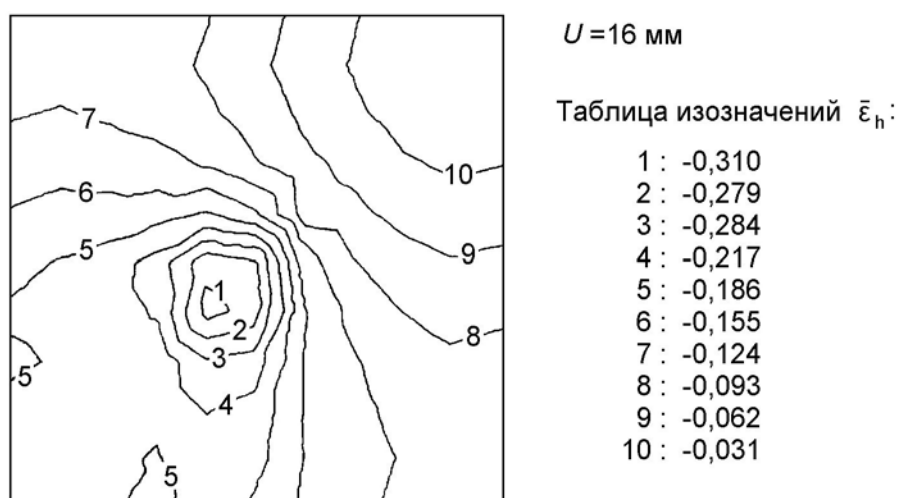 U =16 мм
Таблица изозначений ε̄h:
1 : -0,310
2 : -0,279
3 : -0,284
4 : -0,217
5 : -0,186
6 : -0,155
7 : -0,124
8 : -0,093
9 : -0,062
10 : -0,031
7
10
6
5
9
1
2
8
3
5
4
5